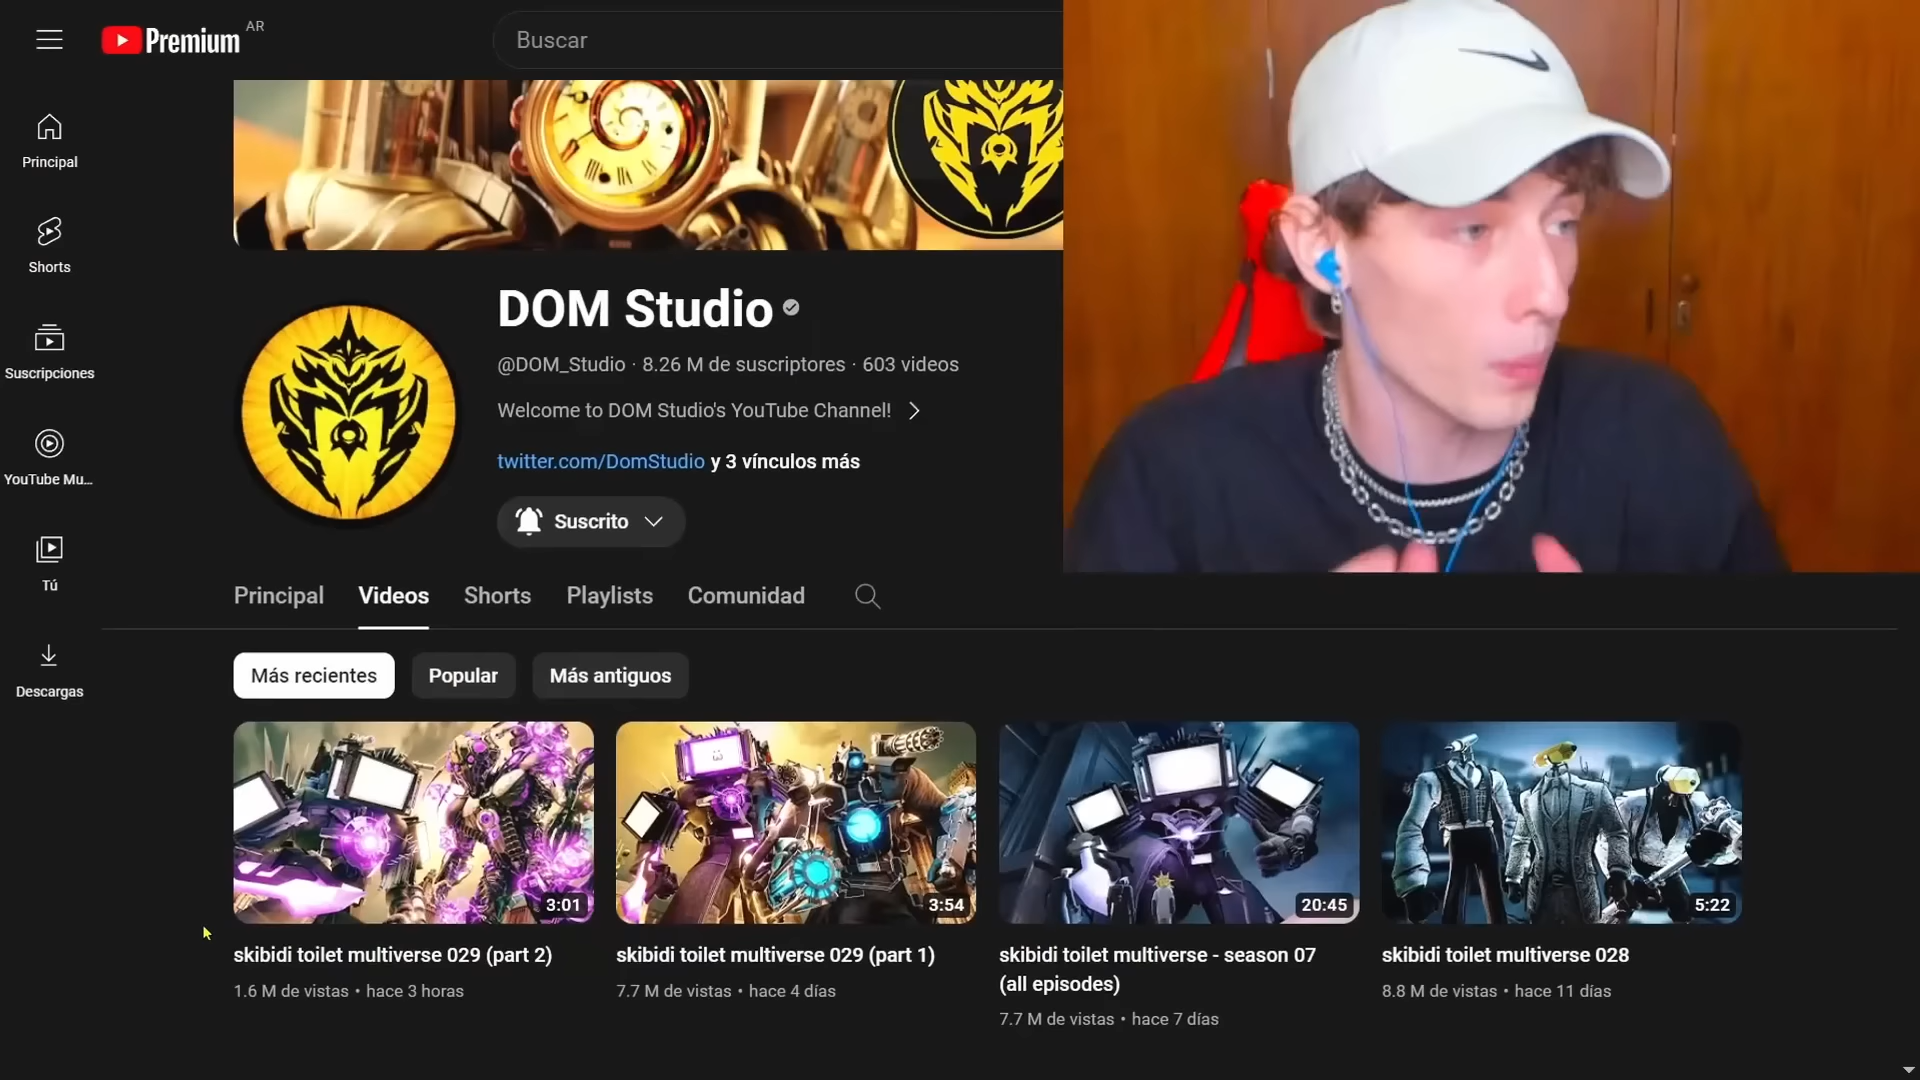 Premium AR
Buscar
Principal
Shorts
Suscripciones
YouTube Mu...
Tú
Descargas
DOM Studio
@DOM_Studio · 8.26 M de suscriptores · 603 videos
Welcome to DOM Studio's YouTube Channel!
twitter.com/DomStudio y 3 vínculos más
Suscrito
Principal Videos Shorts Playlists Comunidad
Más recientes Popular Más antiguos
3:01
skibidi toilet multiverse 029 (part 2)
1.6 M de vistas • hace 3 horas
3:54
skibidi toilet multiverse 029 (part 1)
7.7 M de vistas • hace 4 días
20:45
skibidi toilet multiverse - season 07
(all episodes)
7.7 M de vistas • hace 7 días
5:22
skibidi toilet multiverse 028
8.8 M de vistas • hace 11 días